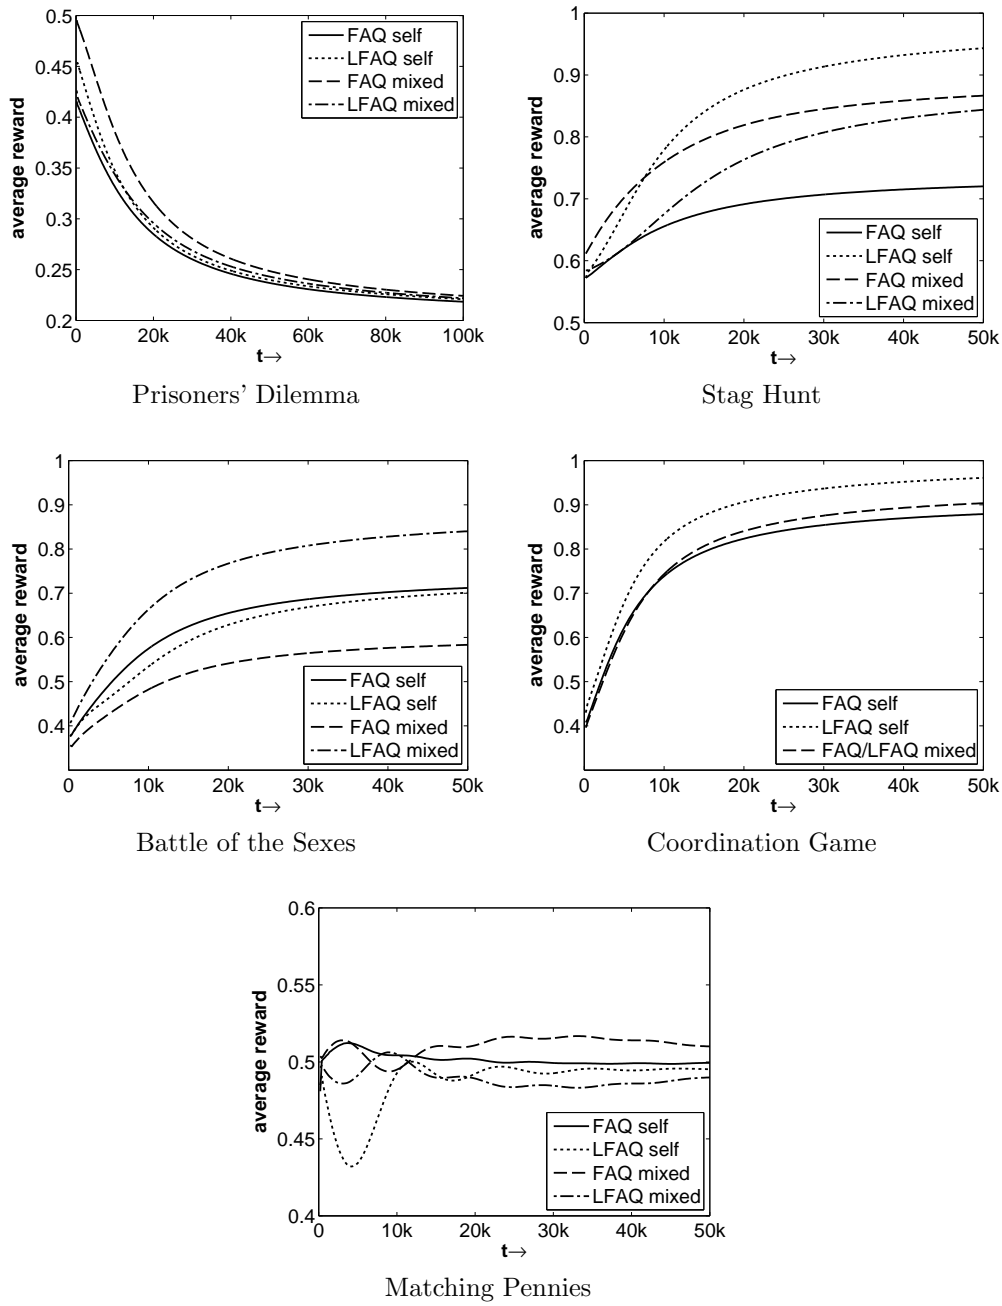 0.5
0.45
0.4
0.35
0.3
0.25
0.2
average reward
FAQ self
LFAQ self
FAQ mixed
LFAQ mixed
0 20k 40k 60k 80k 100k
t→
Prisoners' Dilemma
1
0.9
0.8
0.7
0.6
0.5
average reward
FAQ self
LFAQ self
FAQ mixed
LFAQ mixed
0 10k 20k 30k 40k 50k
t→
Stag Hunt
1
0.9
0.8
0.7
0.6
0.5
0.4
average reward
FAQ self
LFAQ self
FAQ mixed
LFAQ mixed
0 10k 20k 30k 40k 50k
t→
Battle of the Sexes
1
0.9
0.8
0.7
0.6
0.5
0.4
average reward
FAQ self
LFAQ self
FAQ/LFAQ mixed
0 10k 20k 30k 40k 50k
t→
Coordination Game
0.6
0.55
0.5
0.45
0.4
average reward
FAQ self
LFAQ self
FAQ mixed
LFAQ mixed
0 10k 20k 30k 40k 50k
t→
Matching Pennies